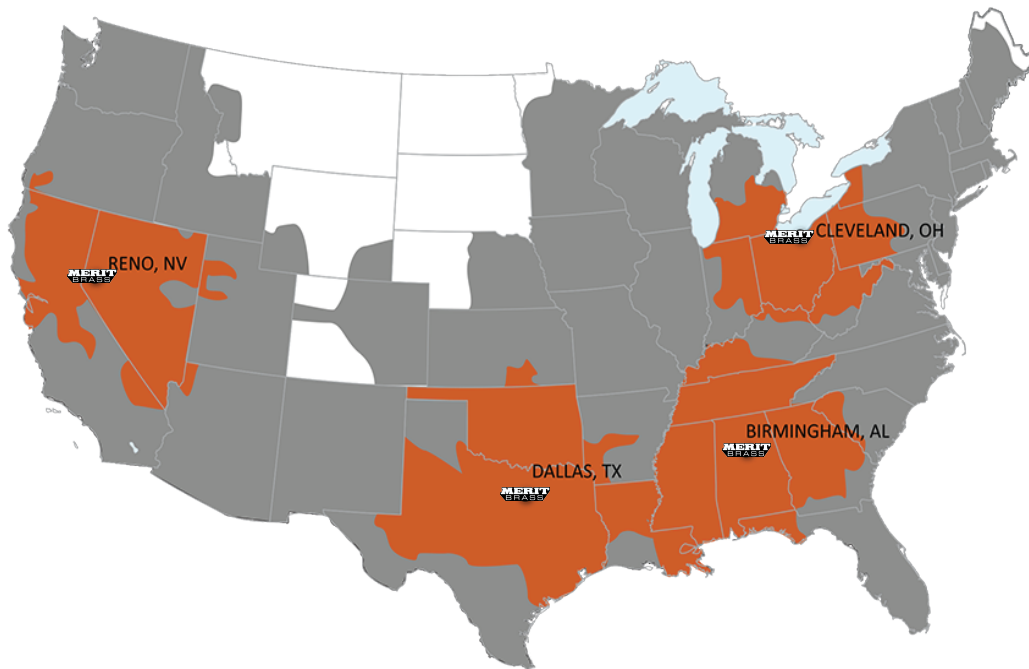 CLEVELAND, OH
MERIT
BRASS
RENO, NV
MERIT
BRASS
BIRMINGHAM, AL
MERIT
BRASS
DALLAS, TX
MERIT
BRASS